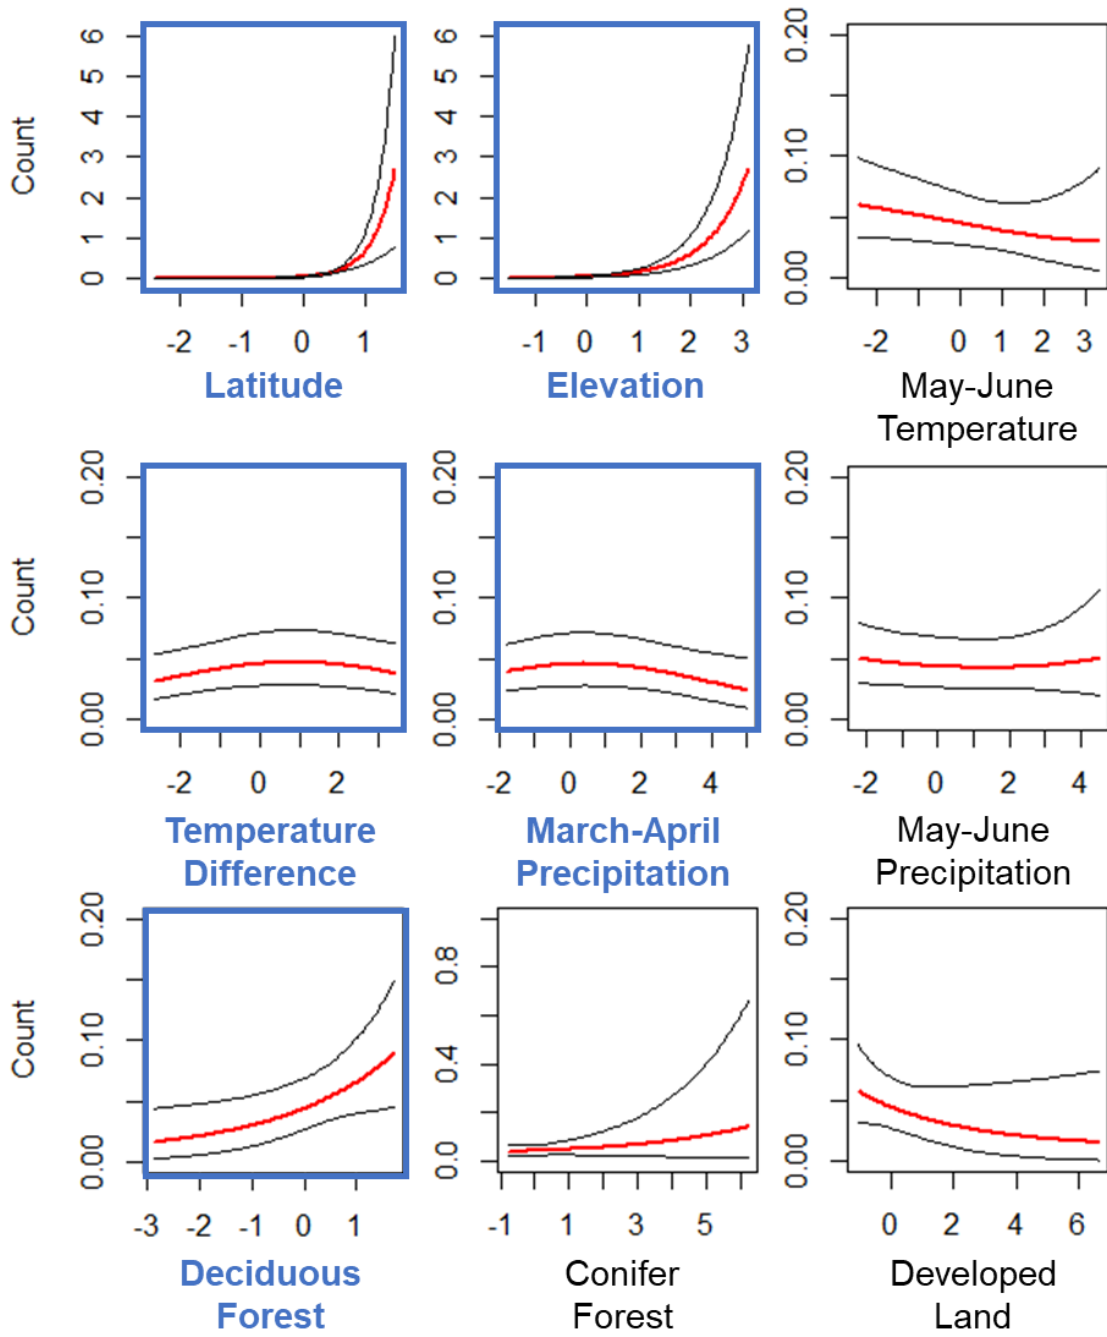 Count
6
5
4
3
2
1
0
-2 -1 0 1
Latitude
6
5
4
3
2
1
0
-1 0 1 2 3
Elevation
0.20
0.10
0.00
-2 0 1 2 3
May-June
Temperature
Count
0.20
0.10
0.00
0 2
Temperature
Difference
0.20
0.10
0.00
-2 0 2 4
March-April
Precipitation
0.20
0.10
0.00
-2 0 2 4
May-June
Precipitation
Count
0.20
0.10
0.00
-3 -2 -1 0 1
Deciduous
Forest
0.8
0.4
0.0
-1 1 3 5
Conifer
Forest
0.20
0.10
0.00
0 2 4 6
Developed
Land